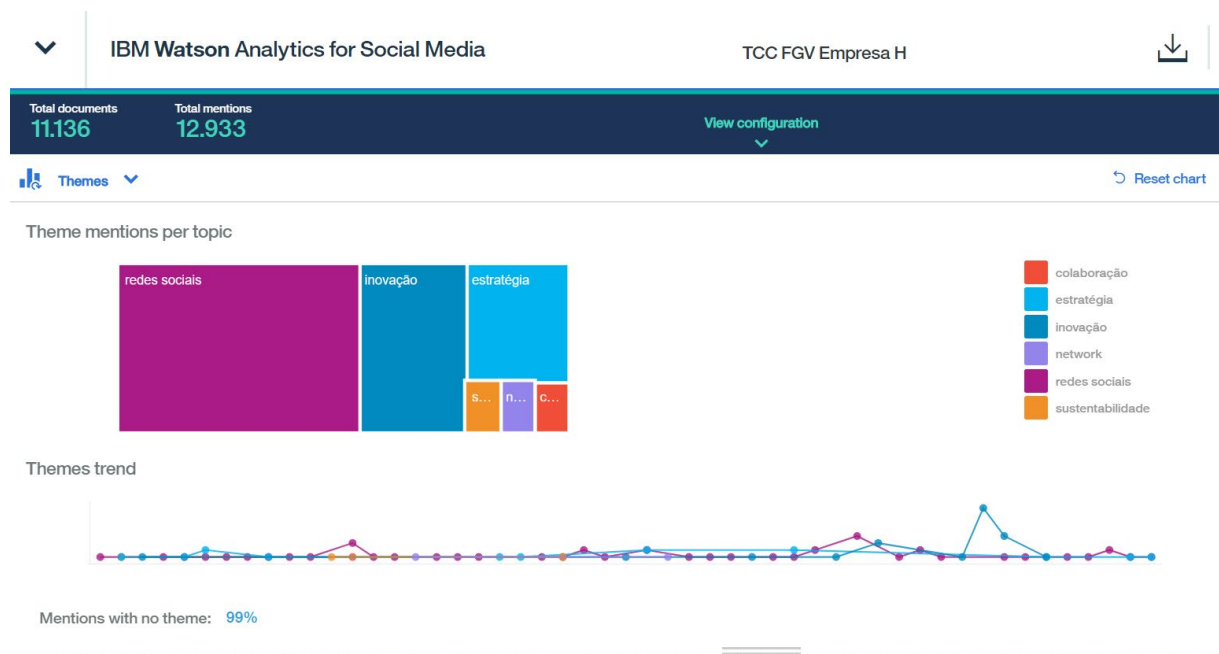 IBM Watson Analytics for Social Media
TCC FGV Empresa H
Total documents
11.136
Total mentions
12.933
View configuration
Themes
Reset chart
Theme mentions per topic
redes sociais
inovação
estratégia
s...
n...
c...
colaboração
estratégia
inovação
network
redes sociais
sustentabilidade
Themes trend
Mentions with no theme: 99%